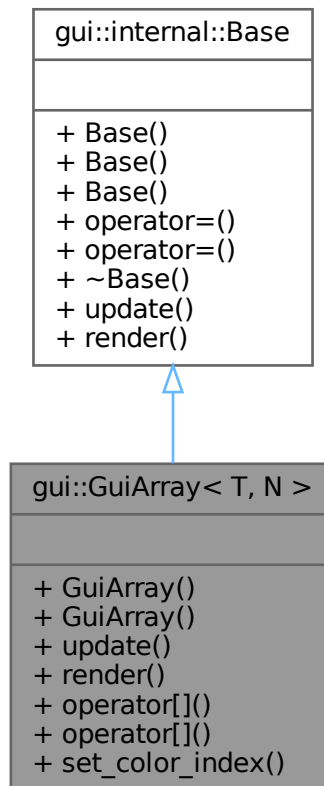 gui::internal::Base
+ Base()
+ Base()
+ Base()
+ operator=()
+ operator=()
+ ~Base()
+ update()
+ render()
gui::GuiArray< T, N >
+ GuiArray()
+ GuiArray()
+ update()
+ render()
+ operator[]()
+ operator[]()
+ set_color_index()